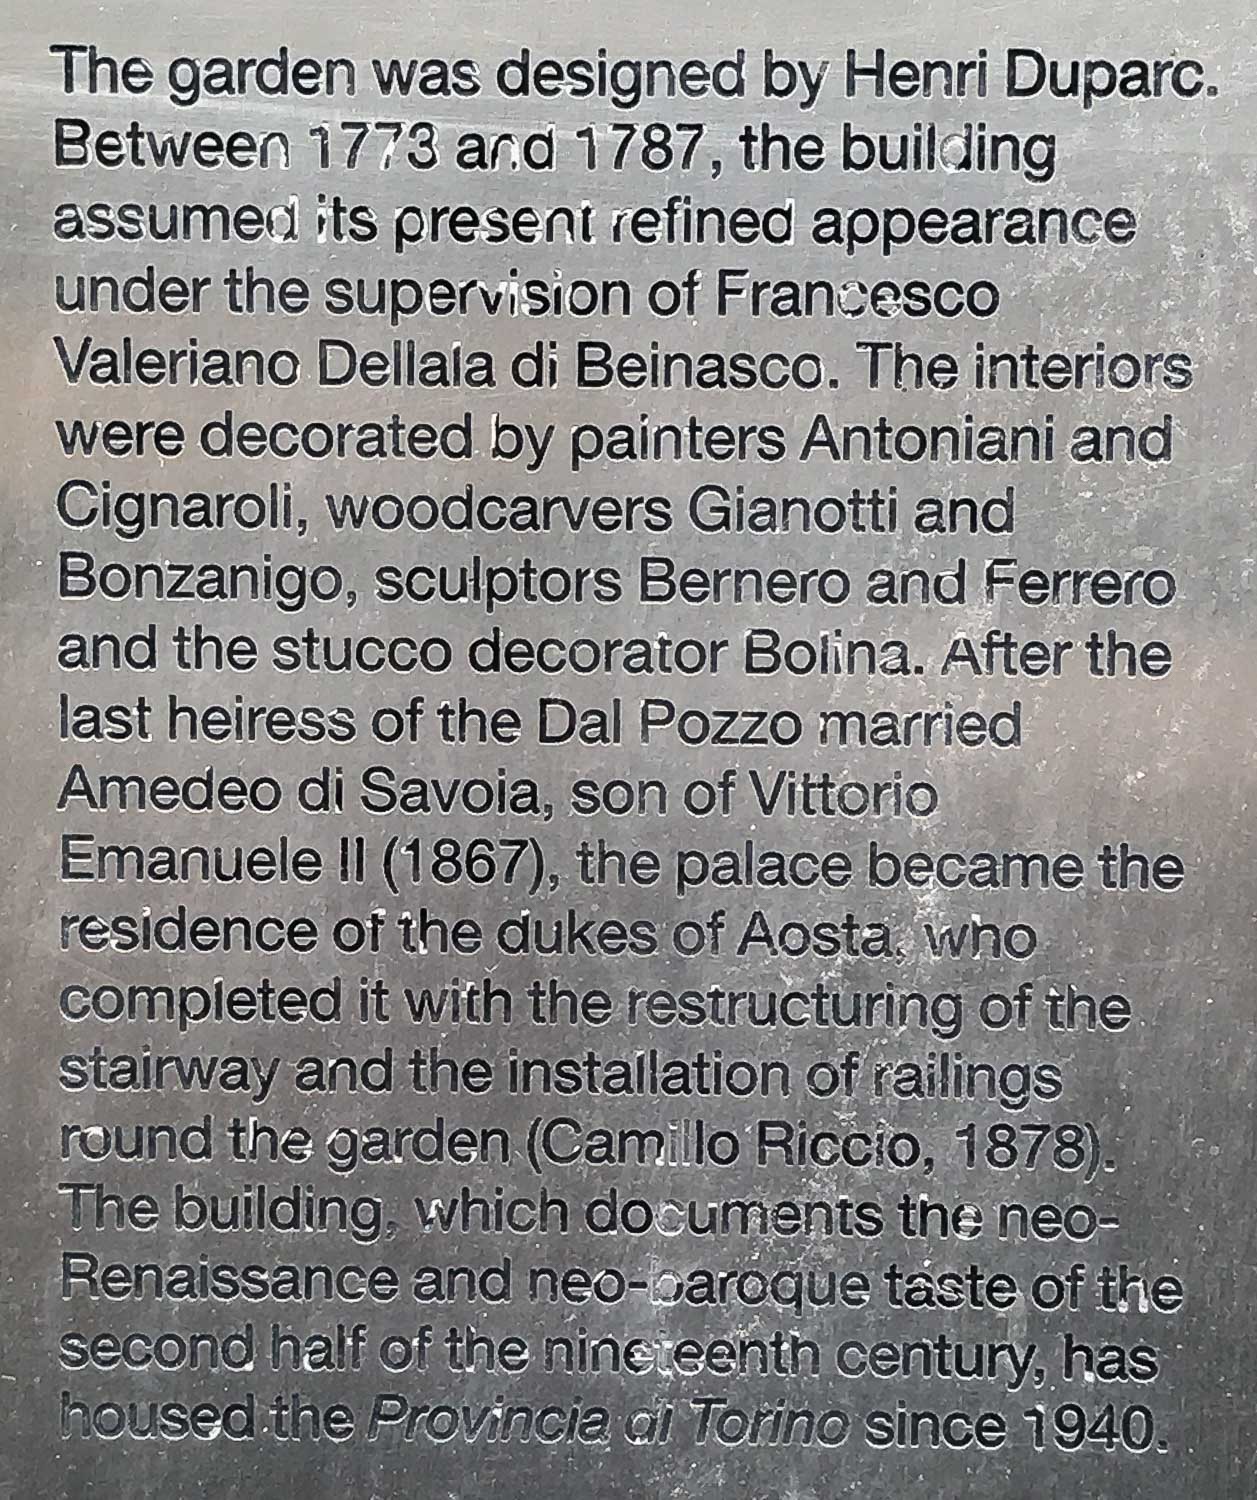 The garden was designed by Henri Duparc.
Between 1773 and 1787, the building
assumed its present refined appearance
under the supervision of Francesco
Valeriano Dellala di Beinasco. The interiors
were decorated by painters Antoniani and
Cignaroli, woodcarvers Gianotti and
Bonzanigo, sculptors Bernero and Ferrero
and the stucco decorator Bolina. After the
last heiress of the Dal Pozzo married
Amedeo di Savoia, son of Vittorio
Emanuele II (1867), the palace became the
residence of the dukes of Aosta, who
completed it with the restructuring of the
stairway and the installation of railings
round the garden (Camillo Riccio, 1878).
The building, which documents the neo-
Renaissance and neo-baroque taste of the
second half of the nineteenth century, has
housed the Provincia di Torino since 1940.